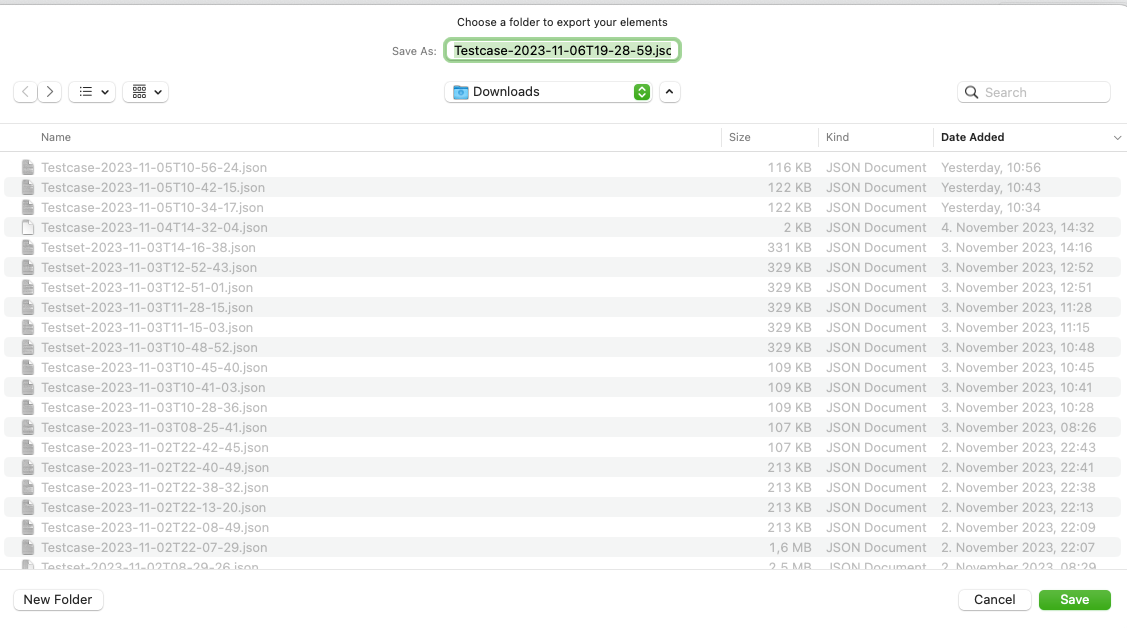 Choose a folder to export your elements
Save As: Testcase-2023-11-06T19-28-59.jsc
Downloads Search
Name Size Kind Date Added
Testcase-2023-11-05T10-56-24.json 116 KB JSON Document Yesterday, 10:56
Testcase-2023-11-05T10-42-15.json 122 KB JSON Document Yesterday, 10:43
Testcase-2023-11-05T10-34-17.json 122 KB JSON Document Yesterday, 10:34
Testcase-2023-11-04T14-32-04.json 2 KB JSON Document 4. November 2023, 14:32
Testset-2023-11-03T14-16-38.json 331 KB JSON Document 3. November 2023, 14:16
Testset-2023-11-03T12-52-43.json 329 KB JSON Document 3. November 2023, 12:52
Testset-2023-11-03T12-51-01.json 329 KB JSON Document 3. November 2023, 12:51
Testset-2023-11-03T11-28-15.json 329 KB JSON Document 3. November 2023, 11:28
Testset-2023-11-03T11-15-03.json 329 KB JSON Document 3. November 2023, 11:15
Testset-2023-11-03T10-48-52.json 329 KB JSON Document 3. November 2023, 10:48
Testcase-2023-11-03T10-45-40.json 109 KB JSON Document 3. November 2023, 10:45
Testcase-2023-11-03T10-41-03.json 109 KB JSON Document 3. November 2023, 10:41
Testcase-2023-11-03T10-28-36.json 109 KB JSON Document 3. November 2023, 10:28
Testcase-2023-11-03T08-25-41.json 107 KB JSON Document 3. November 2023, 08:26
Testcase-2023-11-02T22-42-45.json 107 KB JSON Document 2. November 2023, 22:43
Testcase-2023-11-02T22-40-49.json 213 KB JSON Document 2. November 2023, 22:41
Testcase-2023-11-02T22-38-32.json 213 KB JSON Document 2. November 2023, 22:38
Testcase-2023-11-02T22-13-20.json 213 KB JSON Document 2. November 2023, 22:13
Testcase-2023-11-02T22-08-49.json 213 KB JSON Document 2. November 2023, 22:09
Testcase-2023-11-02T22-07-29.json 1,6 MB JSON Document 2. November 2023, 22:07
Testset-2023-11-02T08-29-26.json 2,5 MB JSON Document 2. November 2023, 08:29
New Folder Cancel Save